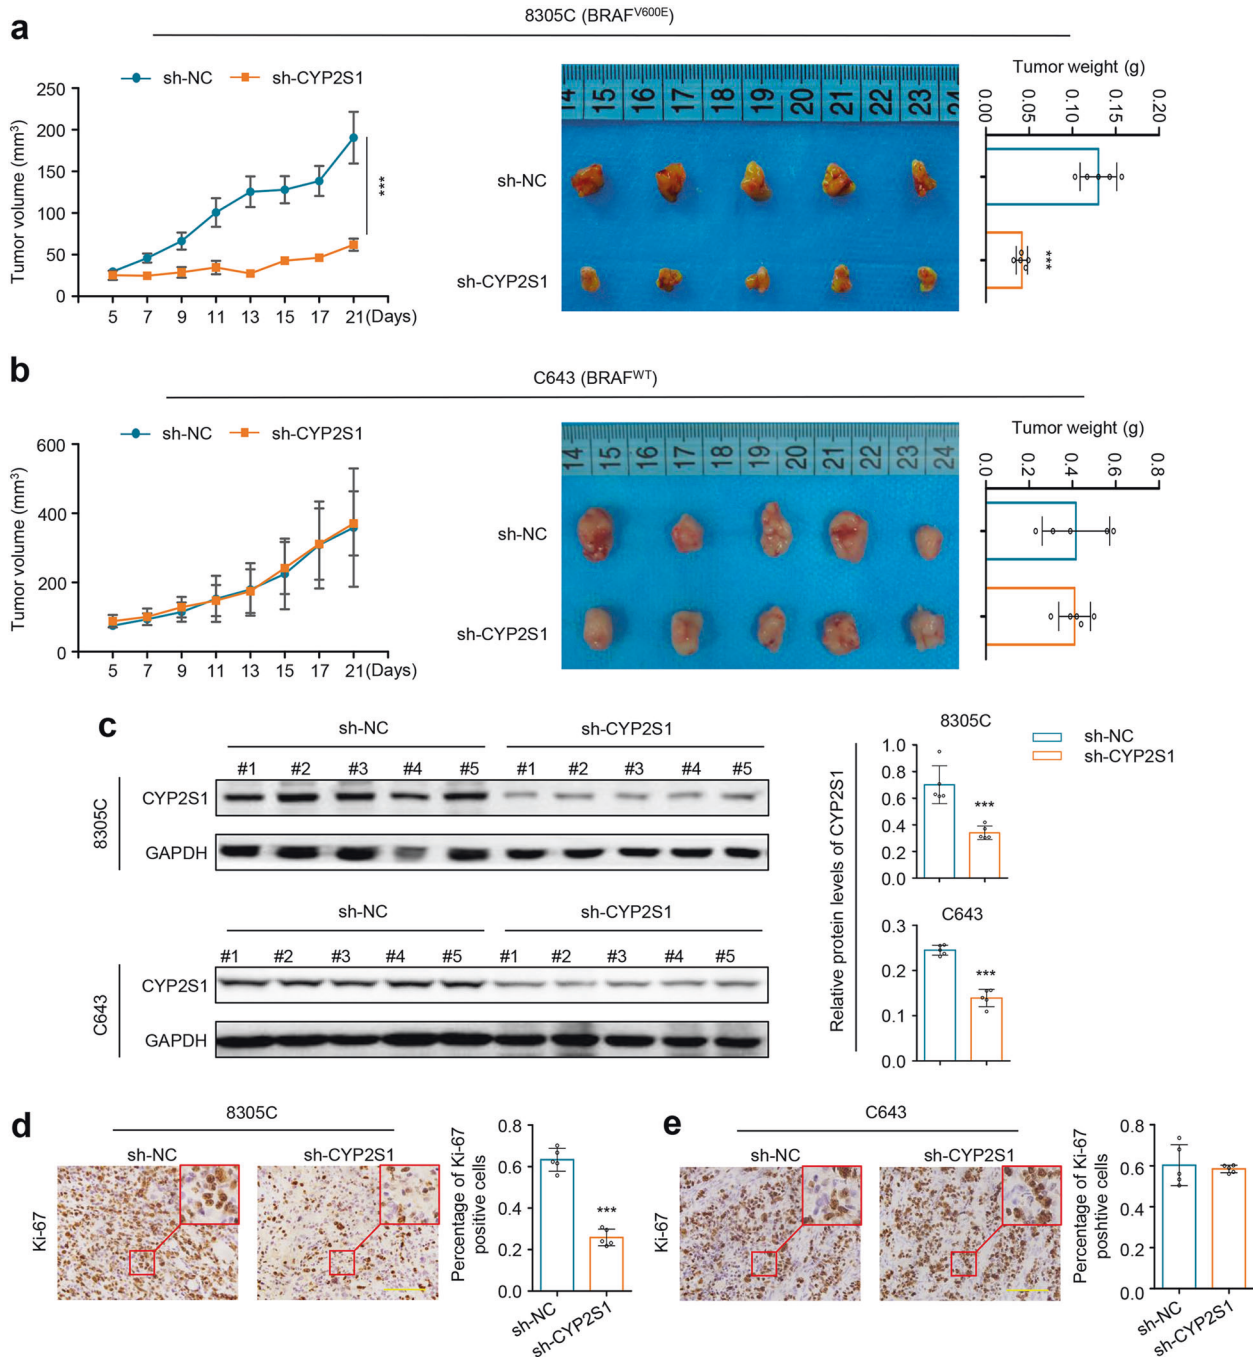 a
8305C (BRAFV600E)
sh-NC sh-CYP2S1
Tumor volume (mm3)
250
200
150
100
50
0
5 7 9 11 13 15 17 21 (Days)
***
14 15 16 17 18 19 20 21 22 23 24
sh-NC
sh-CYP2S1
Tumor weight (g)
0.00 0.05 0.10 0.15 0.20
***
b
C643 (BRAFWT)
sh-NC sh-CYP2S1
Tumor volume (mm3)
600
400
200
0
5 7 9 11 13 15 17 21 (Days)
14 15 16 17 18 19 20 21 22 23 24
sh-NC
sh-CYP2S1
Tumor weight (g)
0.0 0.2 0.4 0.6 0.8
c
sh-NC sh-CYP2S1
#1 #2 #3 #4 #5 #1 #2 #3 #4 #5
8305C
CYP2S1
GAPDH
sh-NC sh-CYP2S1
#1 #2 #3 #4 #5 #1 #2 #3 #4 #5
C643
CYP2S1
GAPDH
Relative protein levels of CYP2S1
8305C
1.0
0.8
0.6
0.4
0.2
0.0
***
C643
0.3
0.2
0.1
0.0
***
sh-NC
sh-CYP2S1
d
8305C
sh-NC sh-CYP2S1
Ki-67
Percentage of Ki-67
positive cells
0.8
0.6
0.4
0.2
0.0
***
sh-NC
sh-CYP2S1
e
C643
sh-NC sh-CYP2S1
Ki-67
Percentage of Ki-67
positive cells
0.8
0.6
0.4
0.2
0.0
sh-NC
sh-CYP2S1